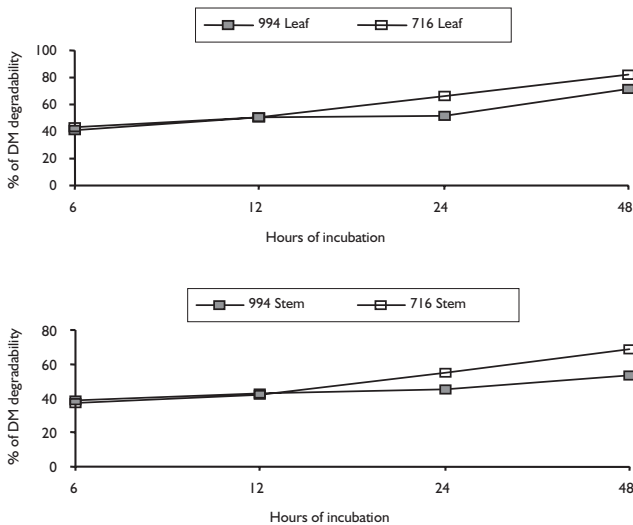 994 Leaf 716 Leaf
100
80
60
40
20
0
% of DM degradability
6 12 24 48
Hours of incubation
994 Stem 716 Stem
80
60
40
20
0
% of DM degradability
6 12 24 48
Hours of incubation